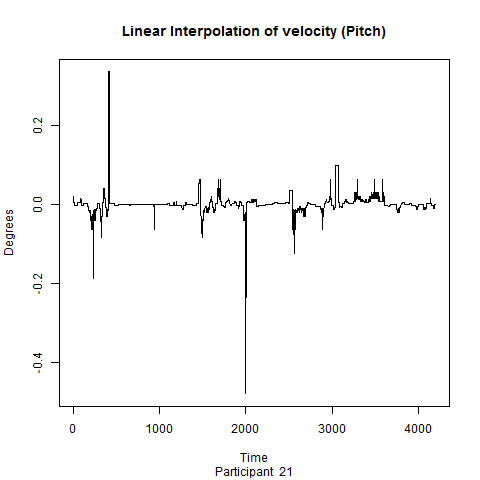 Linear Interpolation of velocity (Pitch)
Degrees
0.2
0.0
-0.2
-0.4
0 1000 2000 3000 4000
Time
Participant 21